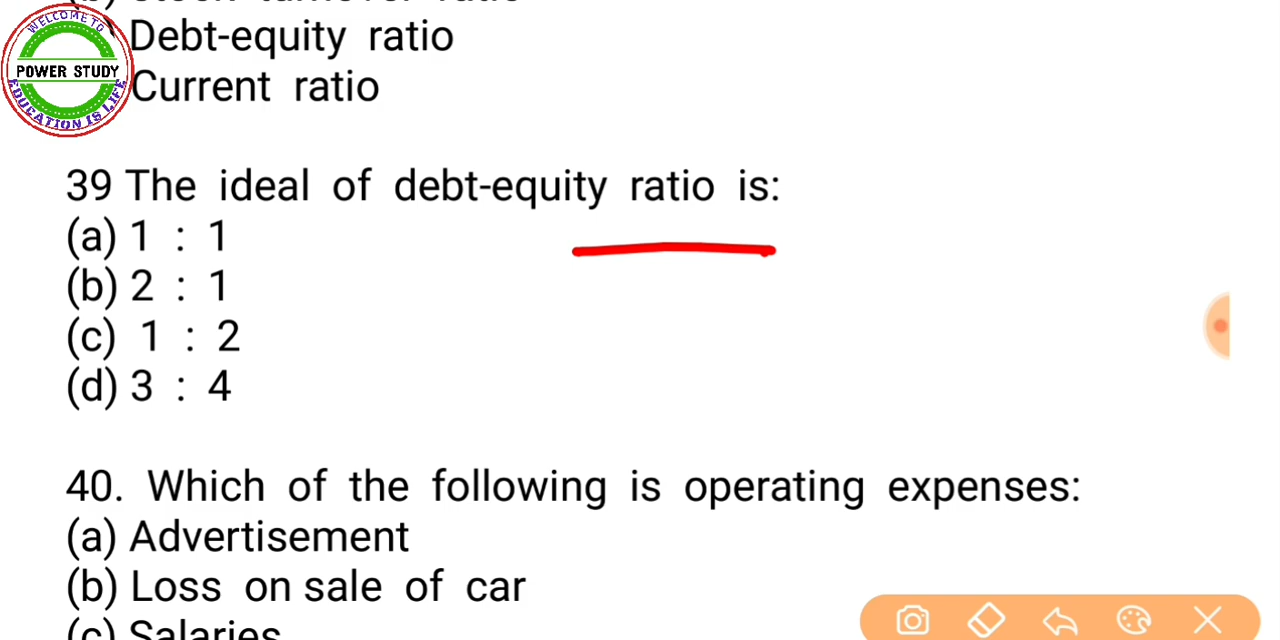 Debt-equity ratio
WELCOME TO
POWER STUDY
EDUCATION IS LIFE
Current ratio
39 The ideal of debt-equity ratio is:
(a) 1 : 1
(b) 2 : 1
(c) 1 : 2
(d) 3 : 4
40. Which of the following is operating expenses:
(a) Advertisement
(b) Loss on sale of car
(c) Salaries